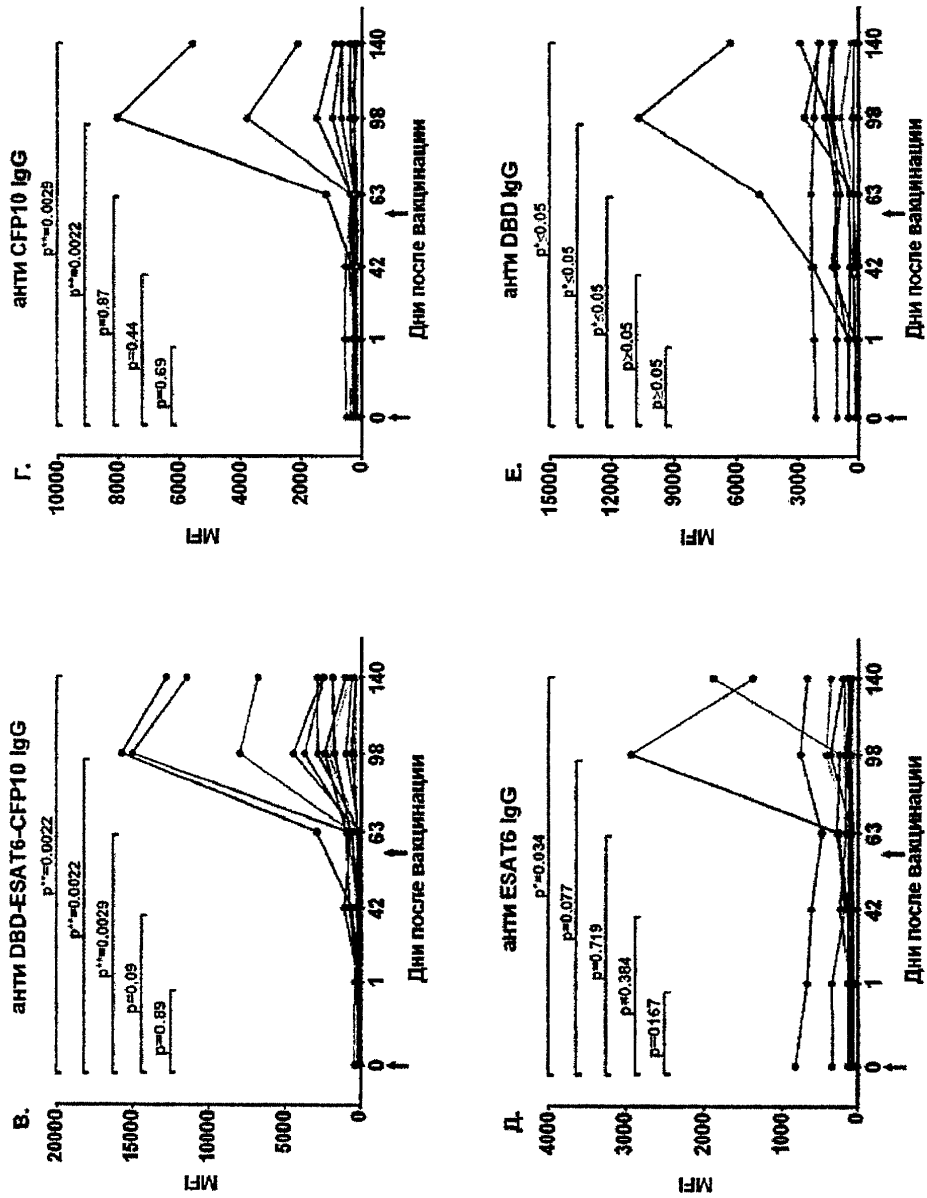 В.
анти DBD-ESAT6-CFP10 IgG
p**=0.0022
p**=0.0022
p**=0.0029
p=0.09
p=0.89
MFI
20000
15000
10000
5000
0
0 1 42 63 98 140
Дни после вакцинации
Г.
анти CFP10 IgG
p**=0.0029
p**=0.0022
p=0.87
p=0.44
p=0.69
MFI
10000
8000
6000
4000
2000
0
0 1 42 63 98 140
Дни после вакцинации
Д.
анти ESAT6 IgG
p*=0.034
p=0.077
p=0.719
p=0.384
p=0167
MFI
4000
3000
2000
1000
0
0 1 42 63 98 140
Дни после вакцинации
Е.
анти DBD IgG
p*≤0.05
p*≤0.05
p*≤0.05
p≥0.05
p≥0.05
MFI
15000
12000
9000
6000
3000
0
0 1 42 63 98 140
Дни после вакцинации